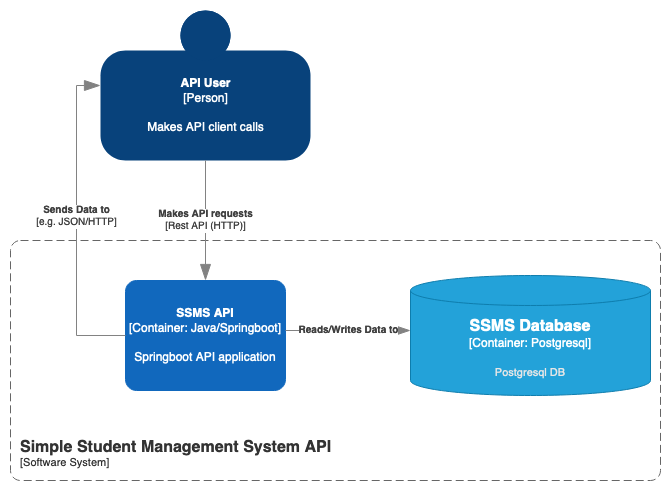 API User
[Person]
Makes API client calls
Sends Data to
[e.g. JSON/HTTP]
Makes API requests
[Rest API (HTTP)]
SSMS API
[Container: Java/Springboot]
Springboot API application
Reads/Writes Data to
SSMS Database
[Container: Postgresql]
Postgresql DB
Simple Student Management System API
[Software System]